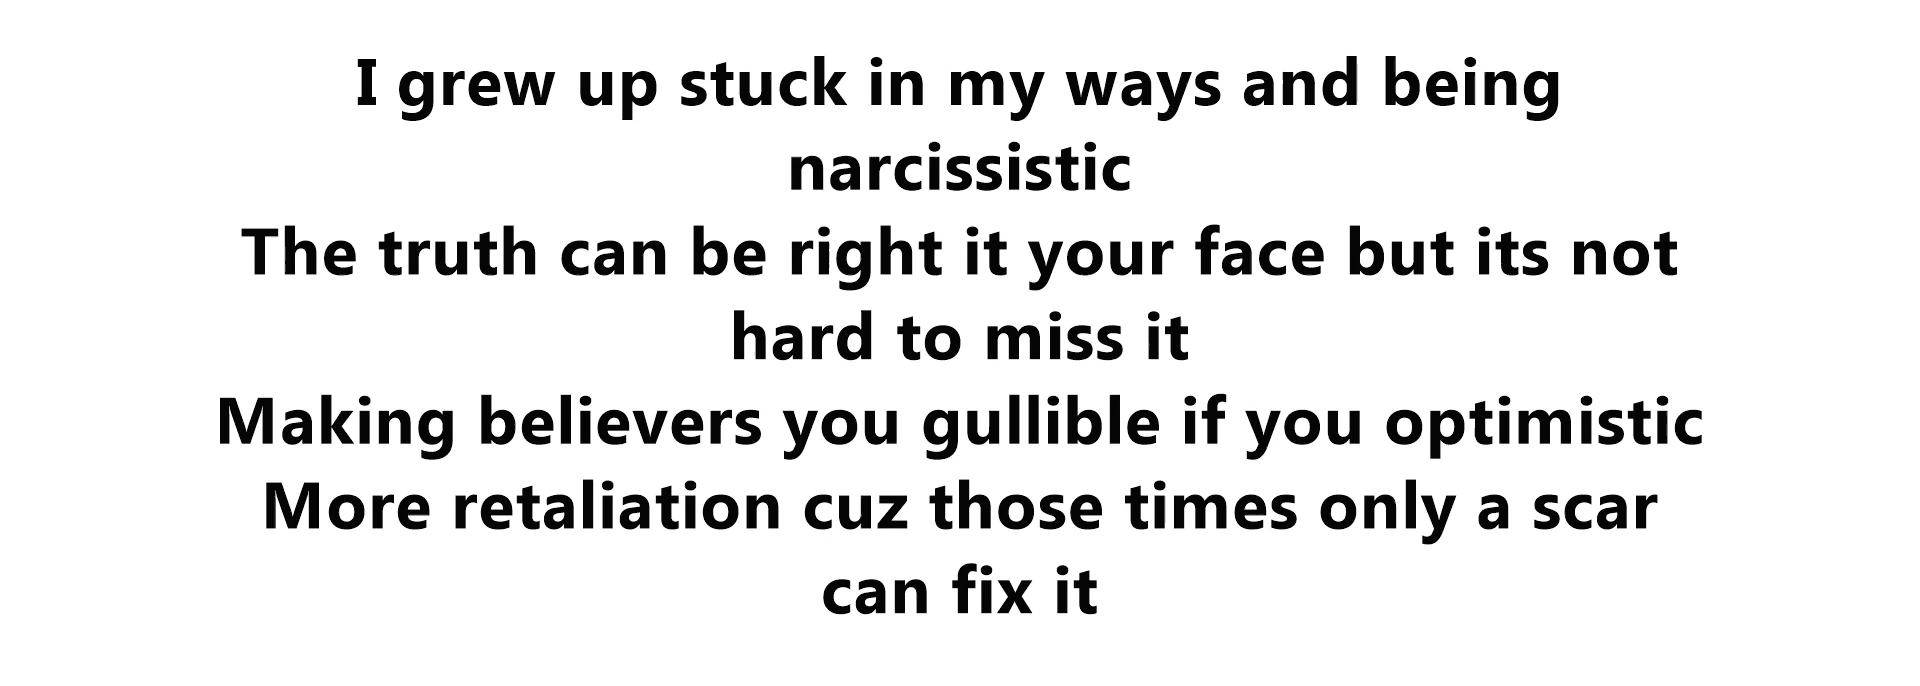 I grew up stuck in my ways and being
narcissistic
The truth can be right it your face but its not
hard to miss it
Making believers you gullible if you optimistic
More retaliation cuz those times only a scar
can fix it